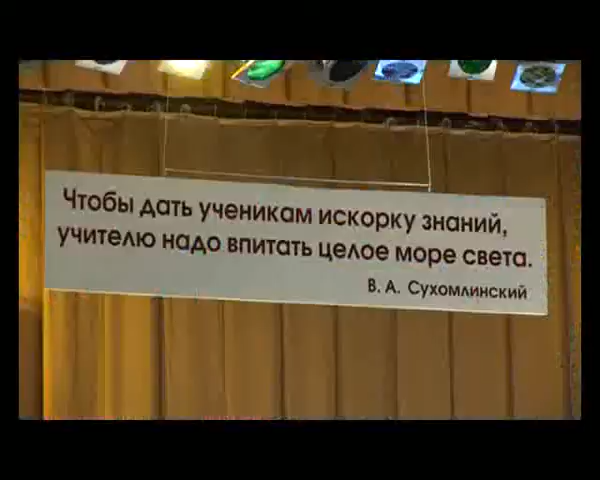 Чтобы дать ученикам искорку знаний,
учителю надо впитать целое море света.
В. А. Сухомлинский